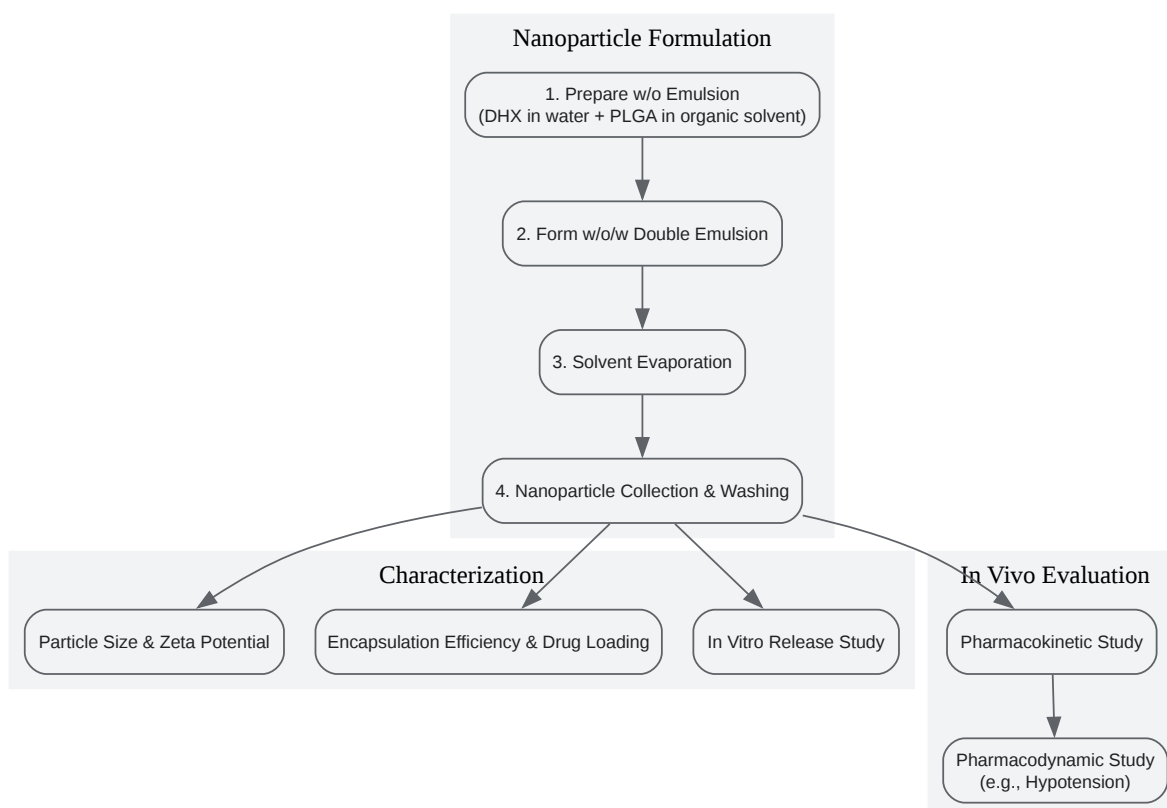 Nanoparticle Formulation
1. Prepare w/o Emulsion
(DHX in water + PLGA in organic solvent)
2. Form w/o/w Double Emulsion
3. Solvent Evaporation
4. Nanoparticle Collection & Washing
Characterization
Particle Size & Zeta Potential
Encapsulation Efficiency & Drug Loading
In Vitro Release Study
In Vivo Evaluation
Pharmacokinetic Study
Pharmacodynamic Study
(e.g., Hypotension)